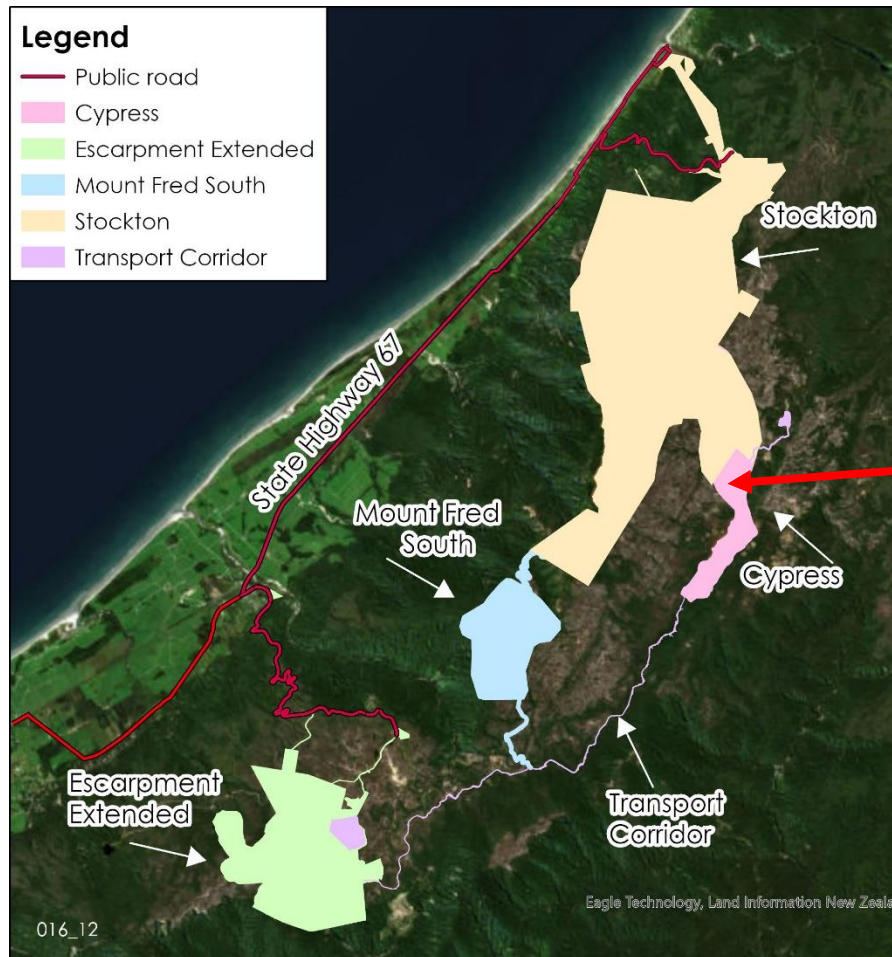 Legend
Public road
Cypress
Escarpment Extended
Mount Fred South
Stockton
Transport Corridor
Stockton
State Highway 67
Mount Fred
South
Cypress
Escarpment
Extended
Transport
Corridor
Eagle Technology, Land Information New
016_12